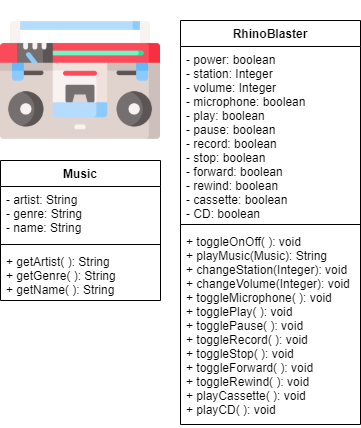 Music
- artist: String
- genre: String
- name: String
+ getArtist( ): String
+ getGenre( ): String
+ getName( ): String
RhinoBlaster
- power: boolean
- station: Integer
- volume: Integer
- microphone: boolean
- play: boolean
- pause: boolean
- record: boolean
- stop: boolean
- forward: boolean
- rewind: boolean
- cassette: boolean
- CD: boolean
+ toggleOnOff( ): void
+ playMusic(Music): String
+ changeStation(Integer): void
+ changeVolume(Integer): void
+ toggleMicrophone( ): void
+ togglePlay( ): void
+ togglePause( ): void
+ toggleRecord( ): void
+ toggleStop( ): void
+ toggleForward( ): void
+ toggleRewind( ): void
+ playCassette( ): void
+ playCD( ): void